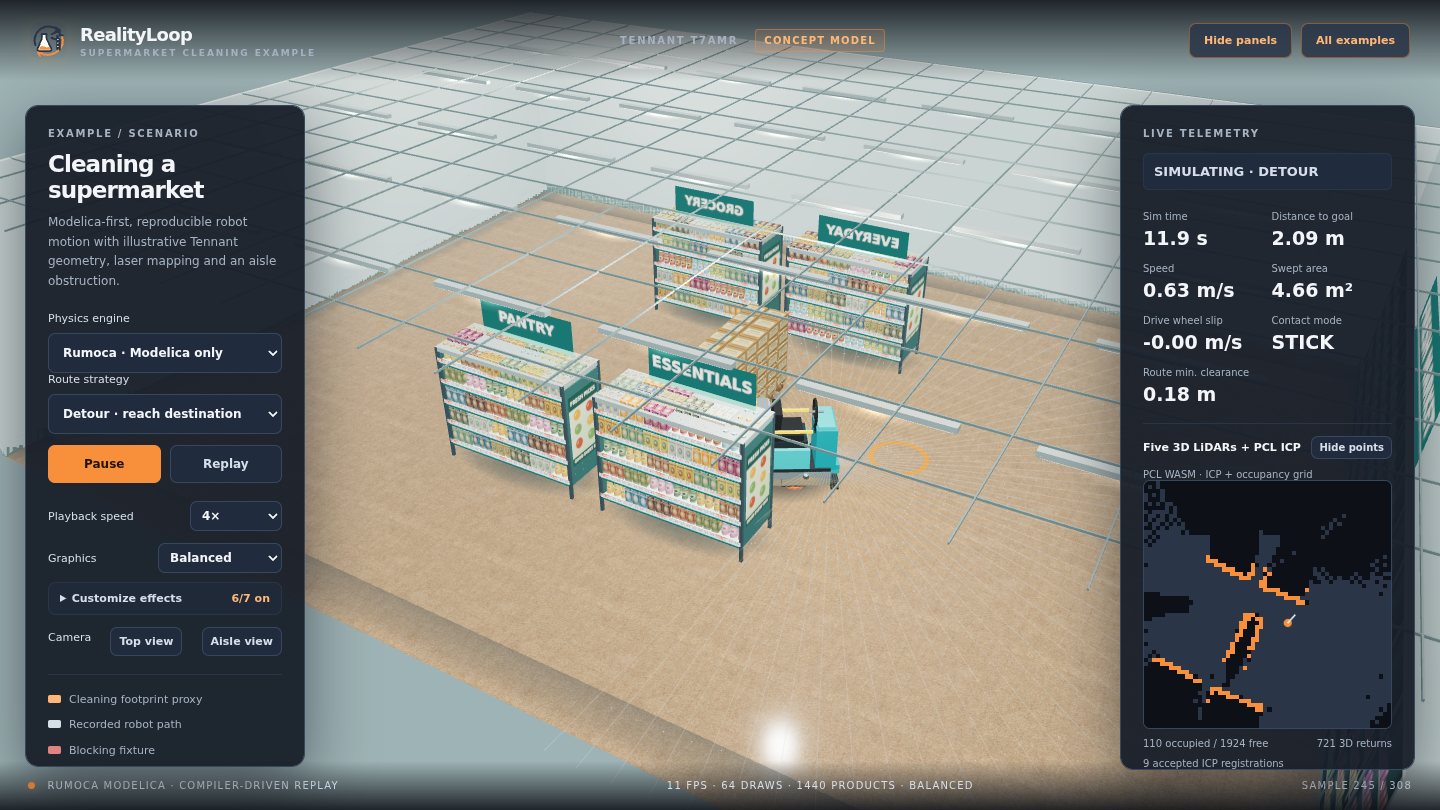 RealityLoop
SUPERMARKET CLEANING EXAMPLE
TENNANT T7AMR
CONCEPT MODEL
Hide panels
All examples
EXAMPLE / SCENARIO
Cleaning a
supermarket
Modelica-first, reproducible robot
motion with illustrative Tennant
geometry, laser mapping and an aisle
obstruction.
Physics engine
Rumoca · Modelica only
Route strategy
Detour · reach destination
Pause
Replay
Playback speed
4×
Graphics
Balanced
Customize effects
6/7 on
Camera
Top view
Aisle view
Cleaning footprint proxy
Recorded robot path
Blocking fixture
GROCERY
EVERYDAY
PANTRY
ESSENTIALS
FRESH PICKS
LIVE TELEMETRY
SIMULATING · DETOUR
Sim time
Distance to goal
11.9 s
2.09 m
Speed
Swept area
0.63 m/s
4.66 m²
Drive wheel slip
Contact mode
-0.00 m/s
STICK
Route min. clearance
0.18 m
Five 3D LiDARs + PCL ICP
Hide points
PCL WASM · ICP + occupancy grid
110 occupied / 1924 free
721 3D returns
9 accepted ICP registrations
RUMOCA MODELICA · COMPILER-DRIVEN REPLAY
11 FPS · 64 DRAWS · 1440 PRODUCTS · BALANCED
SAMPLE 245 / 308